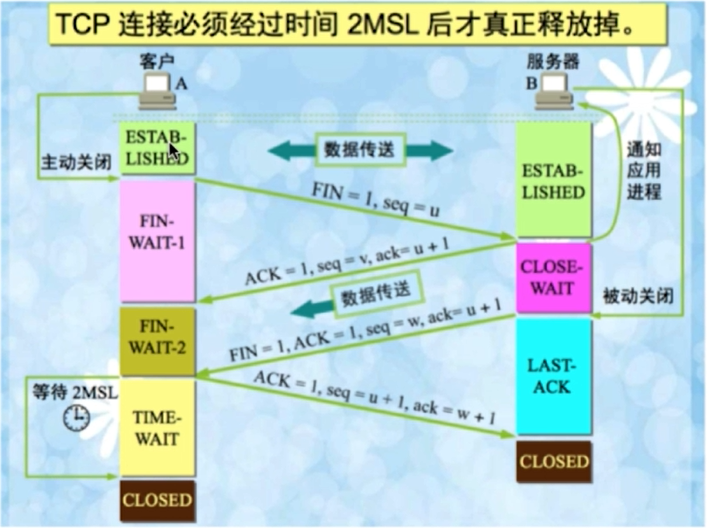 TCP 连接必须经过时间 2MSL 后才真正释放掉。
客户
服务器
A
B
ESTAB-
LISHED
数据传送
主动关闭
通知
应用
进程
ESTAB-
LISHED
FIN = 1, seq = u
FIN-
WAIT-1
ACK = 1, seq = v, ack= u + 1
CLOSE-
WAIT
数据传送
被动关闭
FIN-
WAIT-2
FIN = 1, ACK = 1, seq = w, ack= u + 1
LAST-
ACK
等待 2MSL
ACK = 1, seq = u + 1, ack = w + 1
TIME-
WAIT
CLOSED
CLOSED